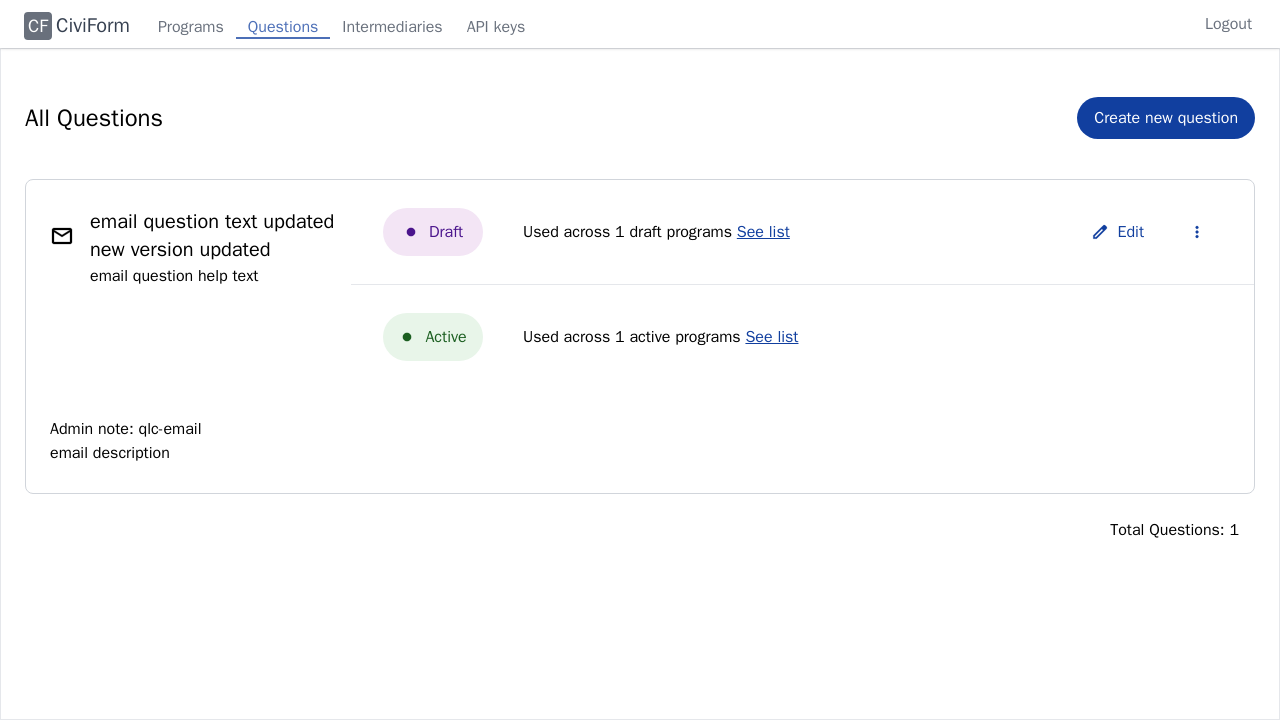 CF CiviForm Programs Questions Intermediaries API keys Logout
All Questions Create new question
email question text updated
new version updated
email question help text
Draft Used across 1 draft programs See list Edit
Active Used across 1 active programs See list
Admin note: qlc-email
email description
Total Questions: 1